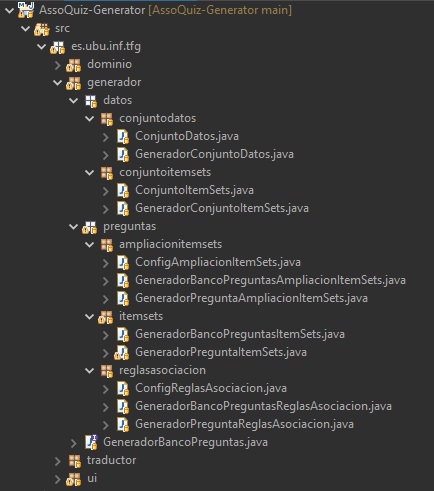 AssoQuiz-Generator [AssoQuiz-Generator main]
src
es.ubu.inf.tfg
dominio
generador
datos
conjuntodatos
ConjuntoDatos.java
GeneradorConjuntoDatos.java
conjuntoitemsets
ConjuntoItemSets.java
GeneradorConjuntoItemSets.java
preguntas
ampliacionitemsets
ConfigAmpliacionItemSets.java
GeneradorBancoPreguntasAmpliacionItemSets.java
GeneradorPreguntaAmpliacionItemSets.java
itemsets
GeneradorBancoPreguntasItemSets.java
GeneradorPreguntaItemSets.java
reglasasociacion
ConfigReglasAsociacion.java
GeneradorBancoPreguntasReglasAsociacion.java
GeneradorPreguntaReglasAsociacion.java
GeneradorBancoPreguntas.java
traductor
ui